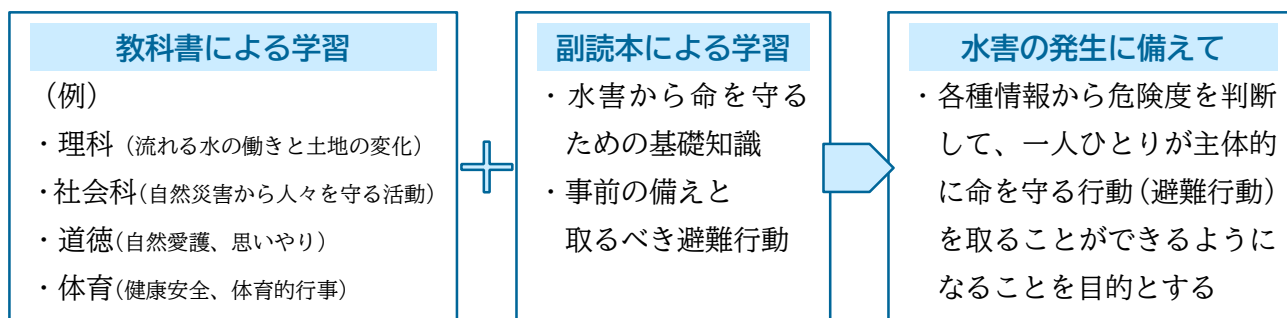 教科書による学習
（例）
・理科（流れる水の働きと土地の変化）
・社会科（自然災害から人々を守る活動）
・道徳（自然愛護、思いやり）
・体育（健康安全、体育的行事）
副読本による学習
・水害から命を守る
ための基礎知識
・事前の備えと
取るべき避難行動
水害の発生に備えて
・各種情報から危険度を判断
して、一人ひとりが主体的
に命を守る行動（避難行動）
を取ることができるように
なることを目的とする